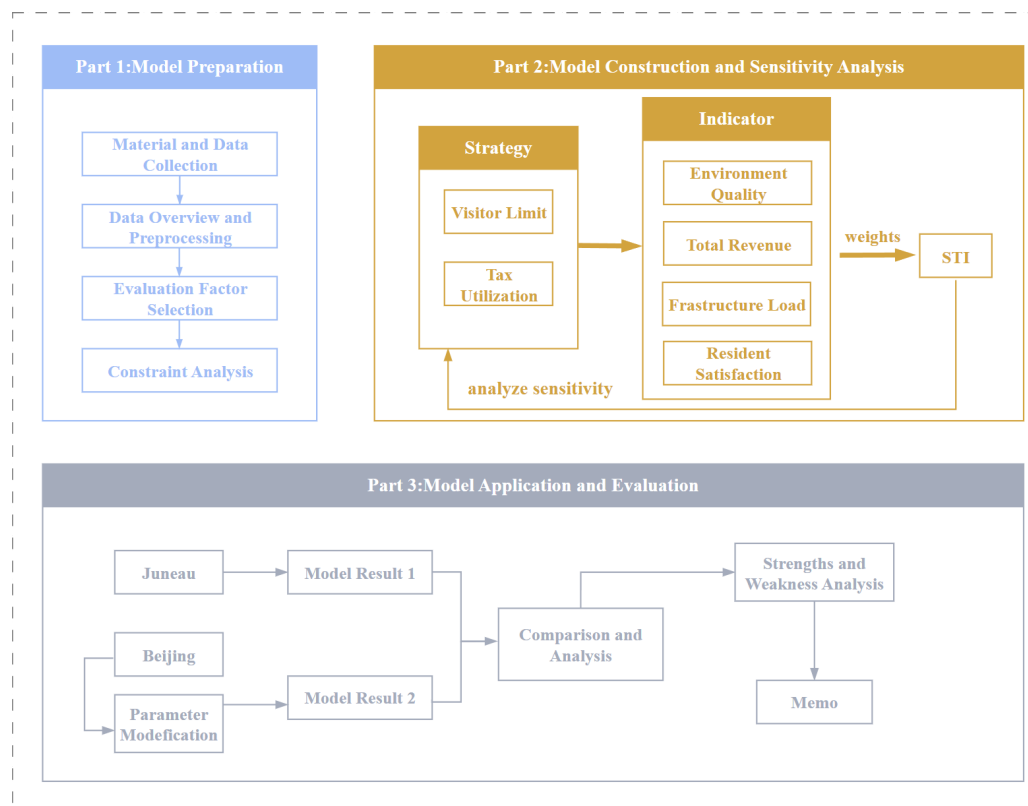 Part 1:Model Preparation
Material and Data
Collection
Data Overview and
Preprocessing
Evaluation Factor
Selection
Constraint Analysis
Part 2:Model Construction and Sensitivity Analysis
Strategy
Visitor Limit
Tax
Utilization
Indicator
Environment
Quality
Total Revenue
Frastructure Load
Resident
Satisfaction
weights
STI
analyze sensitivity
Part 3:Model Application and Evaluation
Juneau
Model Result 1
Beijing
Parameter
Modefication
Model Result 2
Comparison and
Analysis
Strengths and
Weakness Analysis
Memo